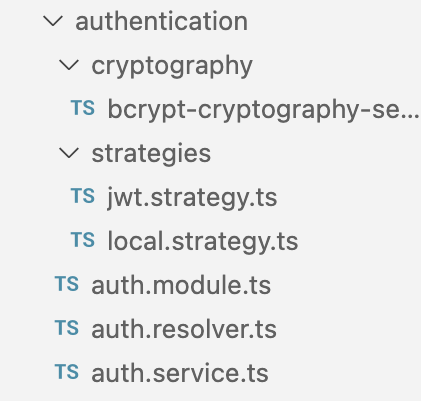 authentication
cryptography
TS bcrypt-cryptography-se...
strategies
TS jwt.strategy.ts
TS local.strategy.ts
TS auth.module.ts
TS auth.resolver.ts
TS auth.service.ts